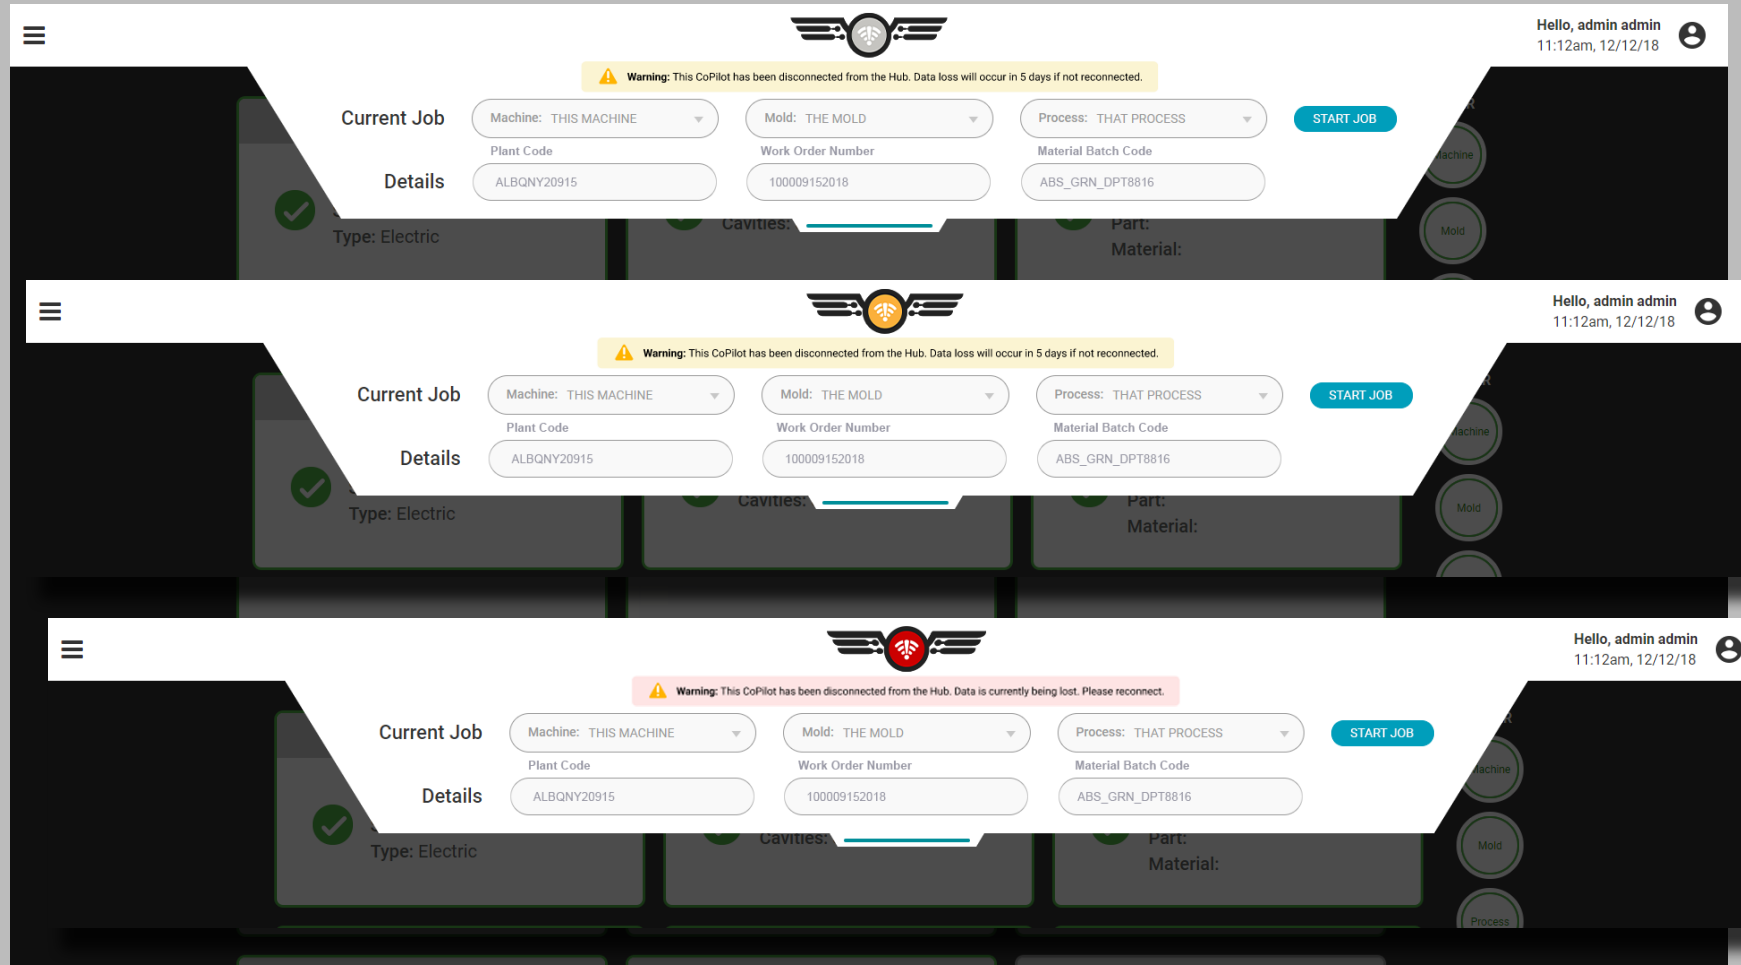 Hello, admin admin
11:12am, 12/12/18
Warning: This CoPilot has been disconnected from the Hub. Data loss will occur in 5 days if not reconnected.
Current Job
Machine: THIS MACHINE
Mold: THE MOLD
Process: THAT PROCESS
START JOB
R
Machine
Plant Code
Work Order Number
Material Batch Code
Details
ALBQNY20915
100009152018
ABS_GRN_DPT8816
Cavities:
Part:
Mold
Type: Electric
Material:
Hello, admin admin
11:12am, 12/12/18
Warning: This CoPilot has been disconnected from the Hub. Data loss will occur in 5 days if not reconnected.
Current Job
Machine: THIS MACHINE
Mold: THE MOLD
Process: THAT PROCESS
START JOB
R
Machine
Plant Code
Work Order Number
Material Batch Code
Details
ALBQNY20915
100009152018
ABS_GRN_DPT8816
Cavities:
Part:
Mold
Type: Electric
Material:
Hello, admin admin
11:12am, 12/12/18
Warning: This CoPilot has been disconnected from the Hub. Data is currently being lost. Please reconnect.
Current Job
Machine: THIS MACHINE
Mold: THE MOLD
Process: THAT PROCESS
START JOB
R
Machine
Plant Code
Work Order Number
Material Batch Code
Details
ALBQNY20915
100009152018
ABS_GRN_DPT8816
Cavities:
Part:
Mold
Type: Electric
Material:
Process